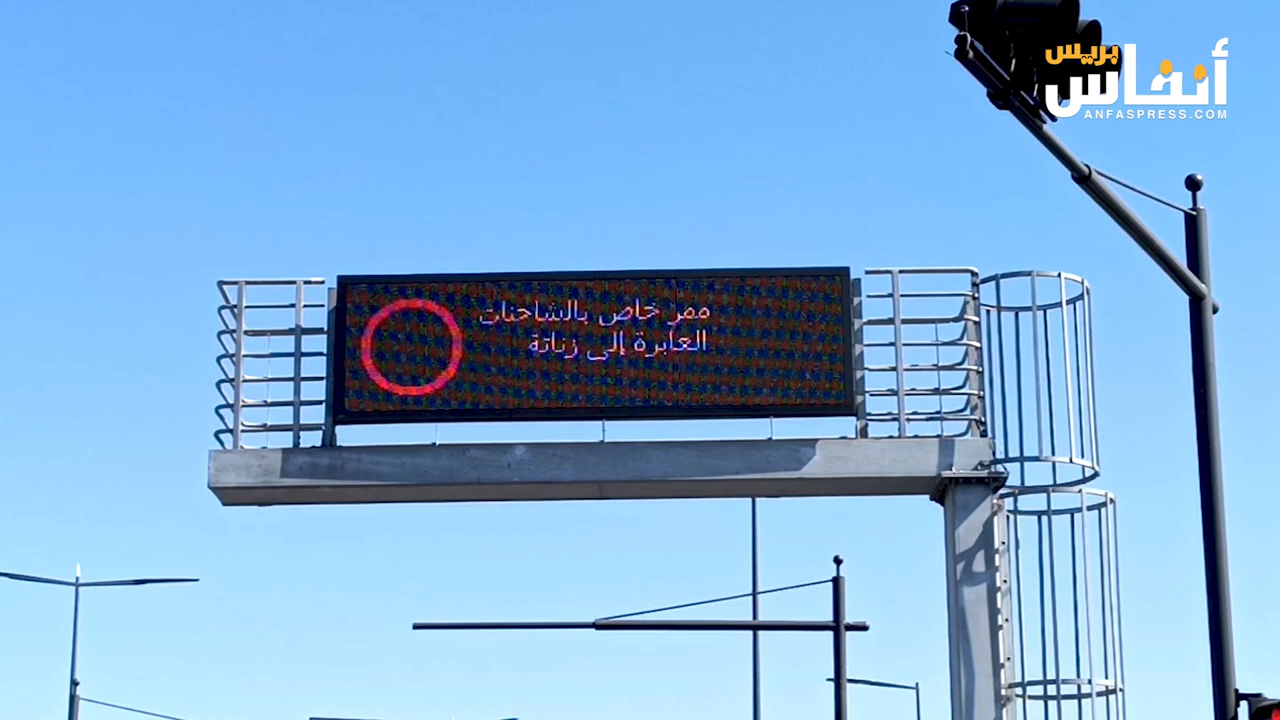 بريس
أنفاس
ANFASPRESS.COM
ممر خاص بالشاحنات
العابرة إلى زناتة